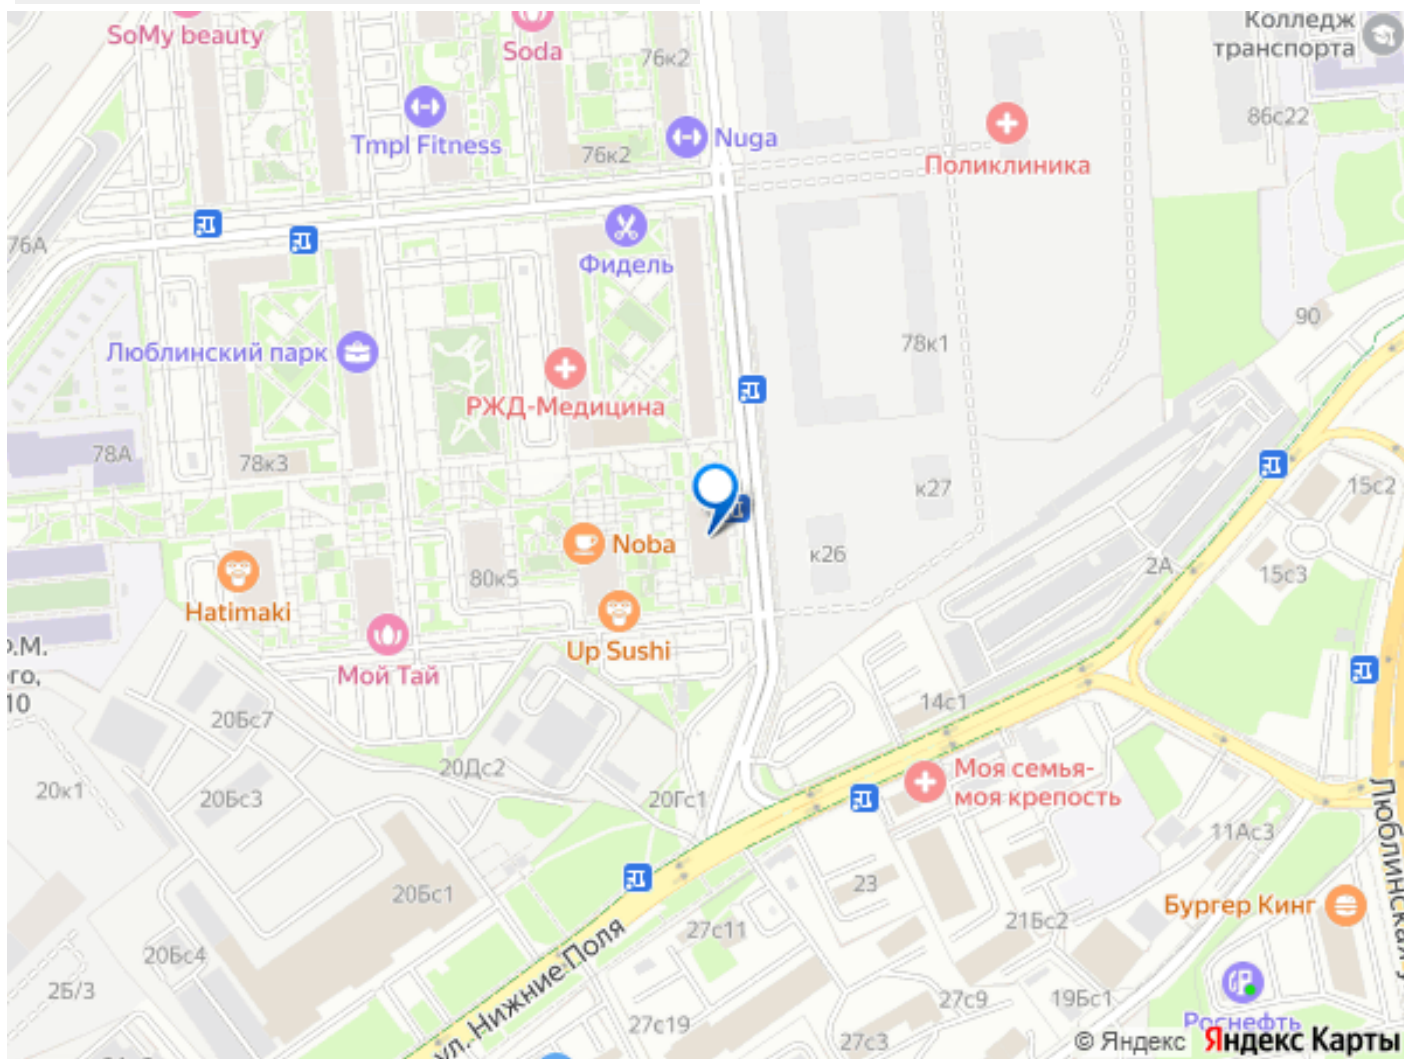 SoMy beauty
Soda
76к2
Колледж
транспорта
Tmpl Fitness
76к2
Nuga
Поликлиника
86с22
76А
Фидель
Люблинский парк
РЖД-Медицина
78к1
90
78А
78к3
к27
15с2
Noba
80к5
к26
2А
15с3
Hatimaki
Up Sushi
Мой Тай
10
20Бс7
14с1
20Дс2
Моя семья-
моя крепость
20к1
20Бс3
20Гс1
11Ас3
Люблинская у
23
20Бс1
Бургер Кинг
27с11
21Бс2
20Бс4
ул. Нижние Поля
2Б/3
27с9
19Бс1
Роснефть
27с19
27с3
© Яндекс Яндекс Карты